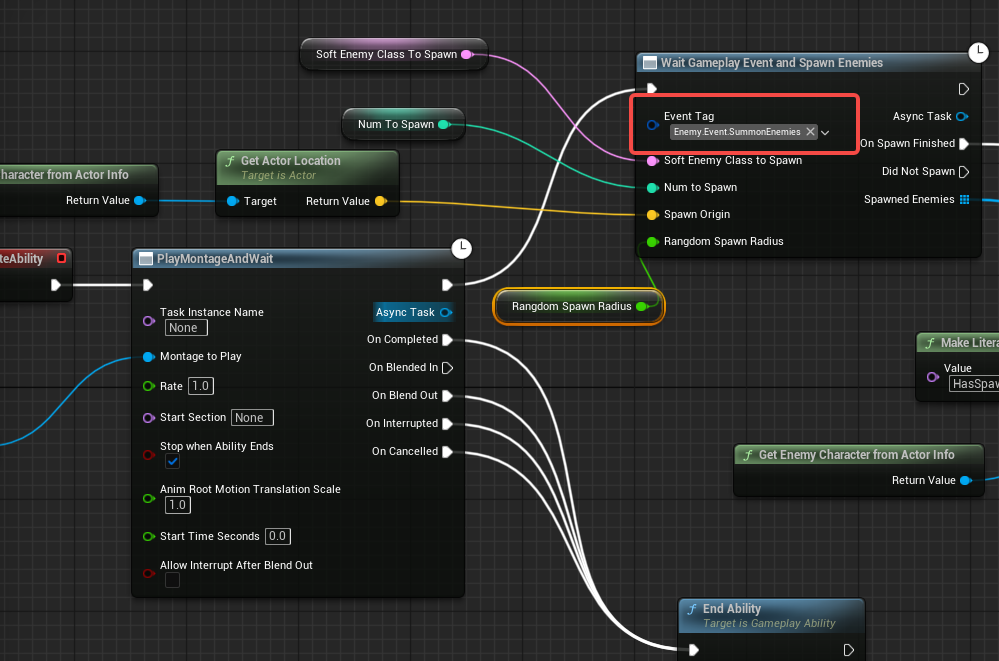 Soft Enemy Class To Spawn
Num To Spawn
haracter from Actor Info
Return Value
Get Actor Location
Target is Actor
Target
Return Value
Wait Gameplay Event and Spawn Enemies
Event Tag
Enemy.Event.SummonEnemies
Soft Enemy Class to Spawn
Num to Spawn
Spawn Origin
Rangdom Spawn Radius
Async Task
On Spawn Finished
Did Not Spawn
Spawned Enemies
teAbility
PlayMontageAndWait
Task Instance Name
None
Montage to Play
Rate 1.0
Start Section None
Stop when Ability Ends
Anim Root Motion Translation Scale
1.0
Start Time Seconds 0.0
Allow Interrupt After Blend Out
Async Task
On Completed
On Blended In
On Blend Out
On Interrupted
On Cancelled
Rangdom Spawn Radius
Make Litera
Value
HasSpaw
Get Enemy Character from Actor Info
Return Value
End Ability
Target is Gameplay Ability